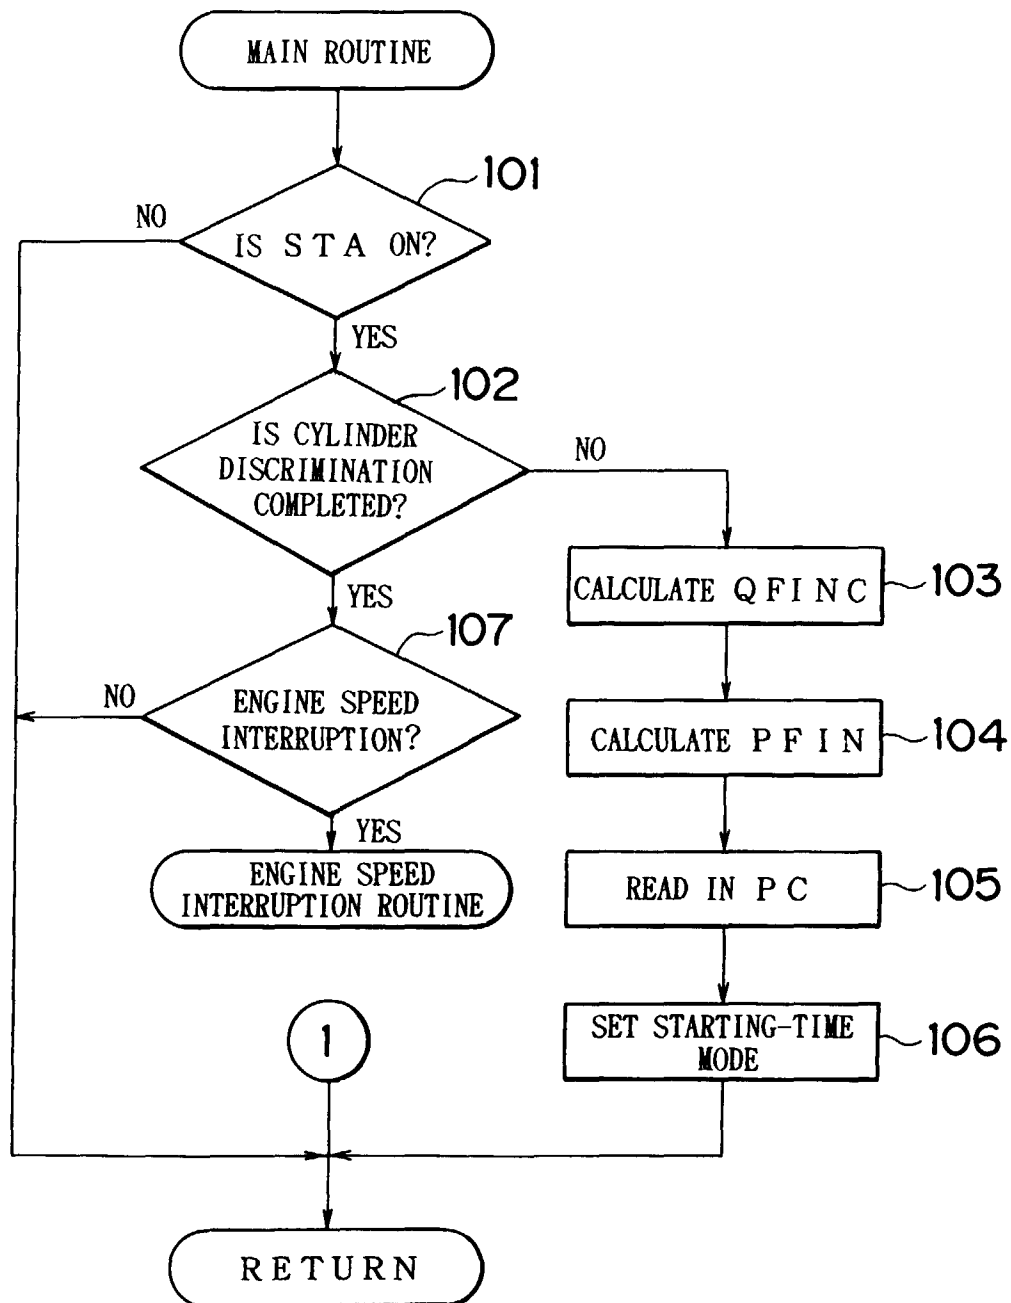 MAIN ROUTINE
101
NO
IS STA ON?
YES
102
IS CYLINDER
DISCRIMINATION
COMPLETED?
NO
YES
CALCULATE QFINC
103
107
NO
ENGINE SPEED
INTERRUPTION?
CALCULATE PFIN
104
YES
ENGINE SPEED
INTERRUPTION ROUTINE
READ IN PC
105
1
SET STARTING-TIME
MODE
106
RETURN